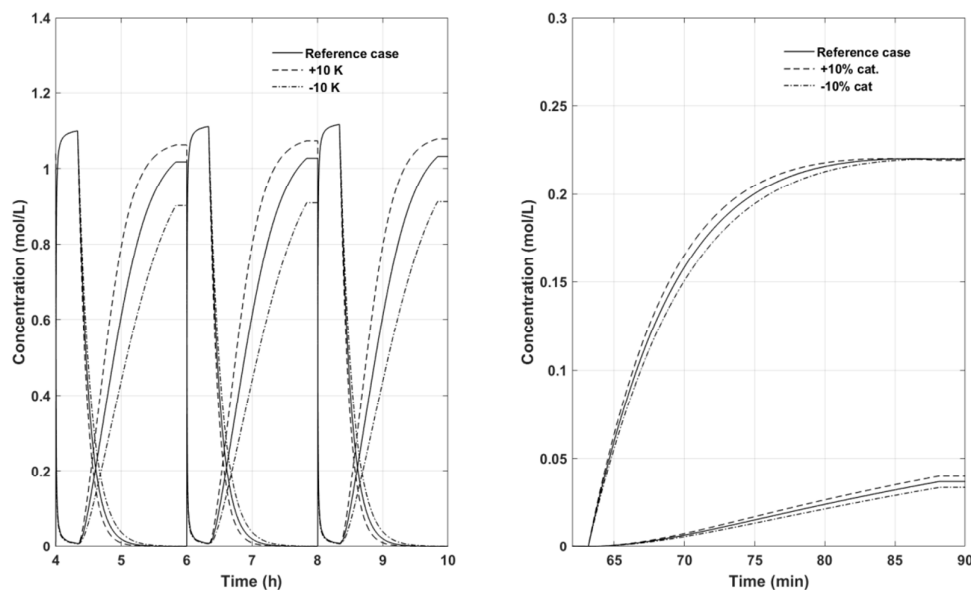 1.4
1.2
1
0.8
0.6
0.4
0.2
0
Concentration (mol/L)
Reference case
+10 K
-10 K
4
5
6
7
8
9
10
Time (h)
0.3
0.25
0.2
0.15
0.1
0.05
0
Concentration (mol/L)
Reference case
+10% cat.
-10% cat
65
70
75
80
85
90
Time (min)